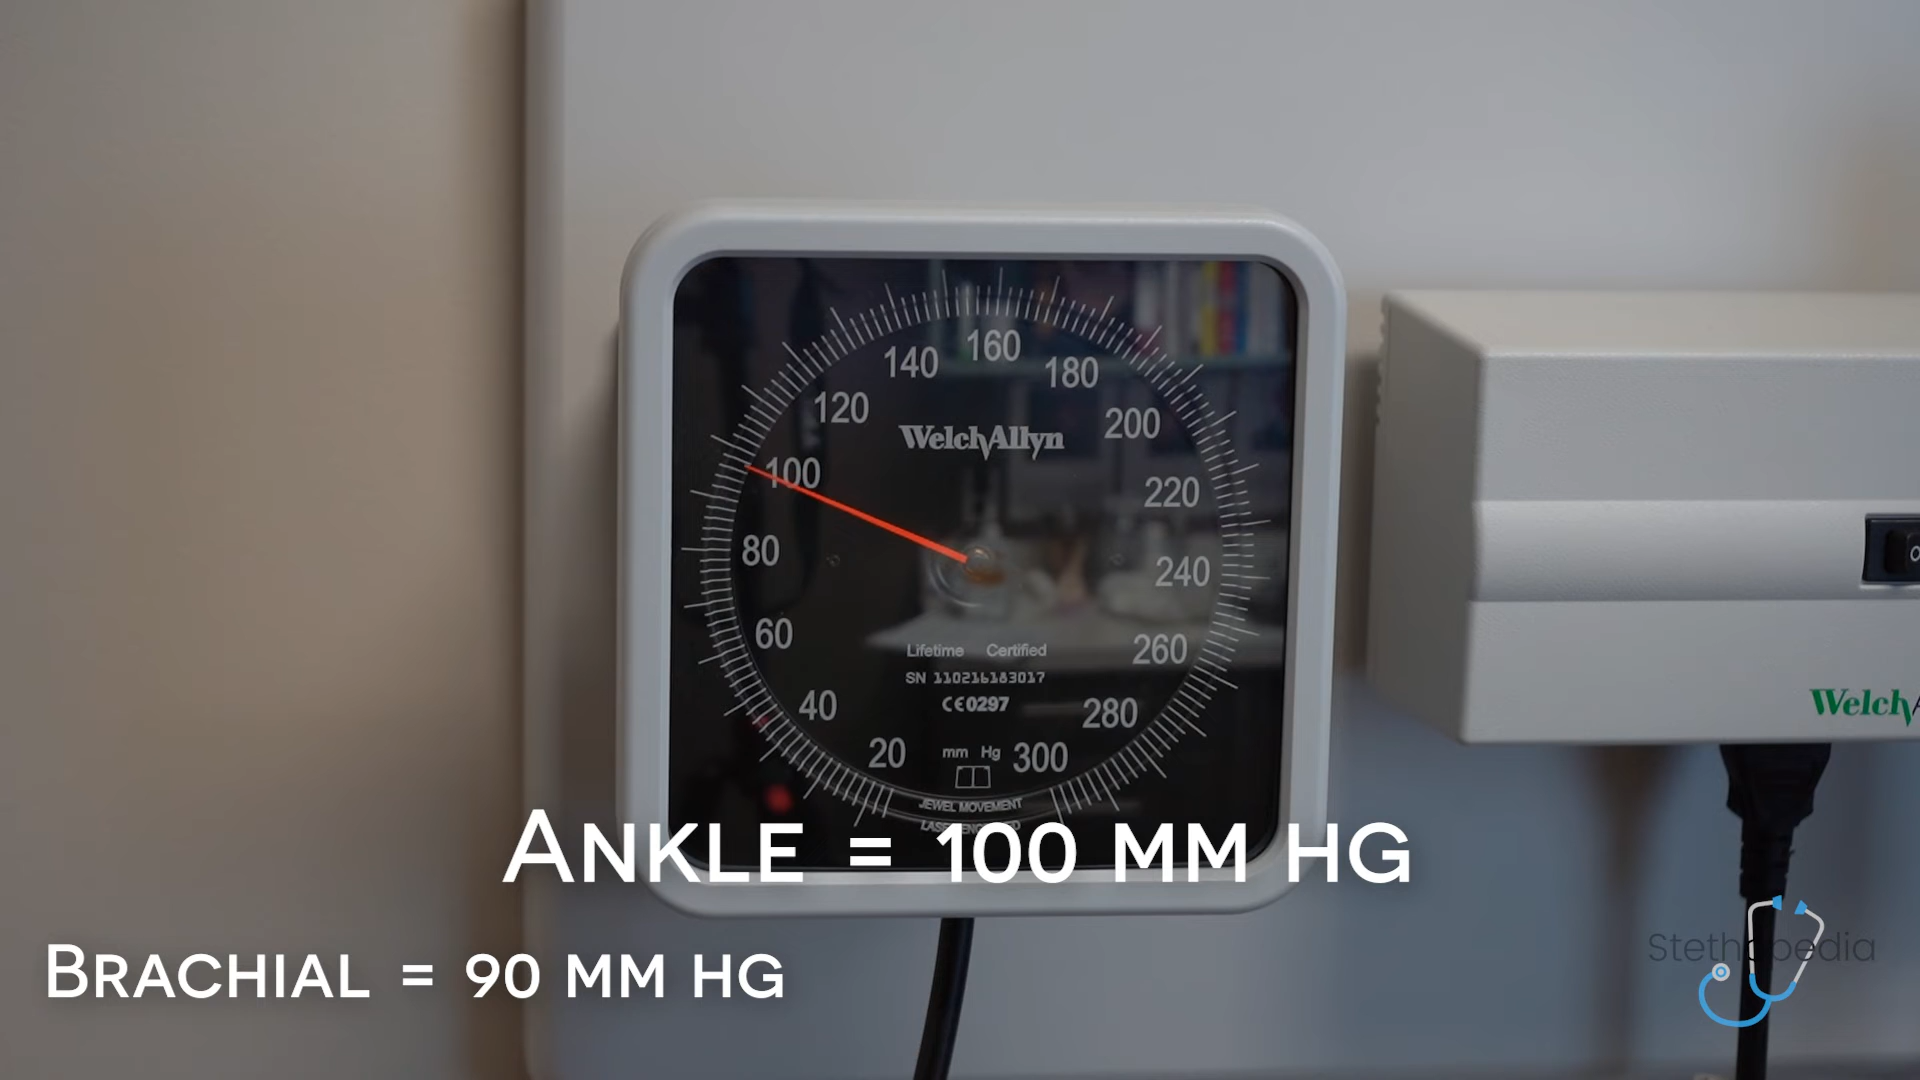 160
140
180
120
200
WelchAllyn
100
220
80
240
60
260
Lifetime Certified
SN 110216183017
CE0297
40
280
20
mm Hg
300
JEWEL MOVEMENT
Welch
ANKLE = 100 MM HG
BRACHIAL = 90 MM HG
Stethopedia